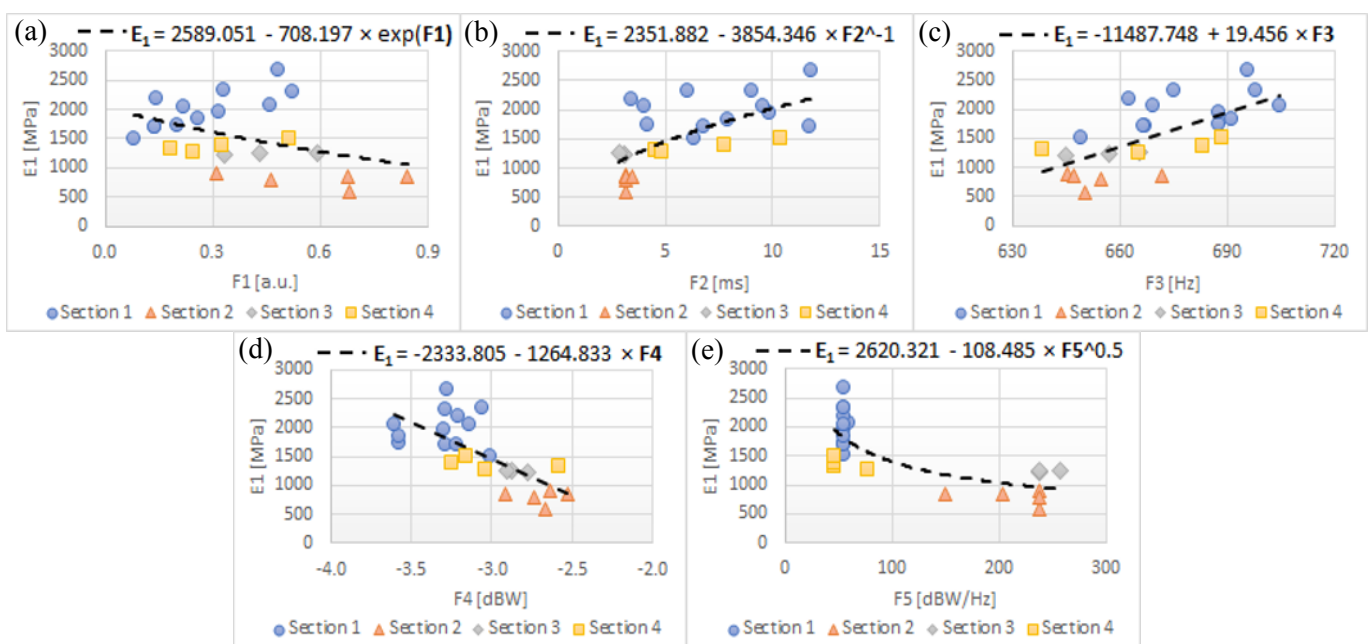 (a) E₁ = 2589.051 - 708.197 × exp(F1)
3000
2500
2000
1500
1000
500
0
E1 [MPa]
0.0 0.3 0.6 0.9
F1 [a.u.]
Section 1 Section 2 Section 3 Section 4
(b) E₁ = 2351.882 - 3854.346 × F2^-1
3000
2500
2000
1500
1000
500
0
E1 [MPa]
0 5 10 15
F2 [ms]
Section 1 Section 2 Section 3 Section 4
(c) E₁ = -11487.748 + 19.456 × F3
3000
2500
2000
1500
1000
500
0
E1 [MPa]
630 660 690 720
F3 [Hz]
Section 1 Section 2 Section 3 Section 4
(d) E₁ = -2333.805 - 1264.833 × F4
3000
2500
2000
1500
1000
500
0
E1 [MPa]
-4.0 -3.5 -3.0 -2.5 -2.0
F4 [dBW]
Section 1 Section 2 Section 3 Section 4
(e) E₁ = 2620.321 - 108.485 × F5^0.5
3000
2500
2000
1500
1000
500
0
E1 [MPa]
0 100 200 300
F5 [dBW/Hz]
Section 1 Section 2 Section 3 Section 4